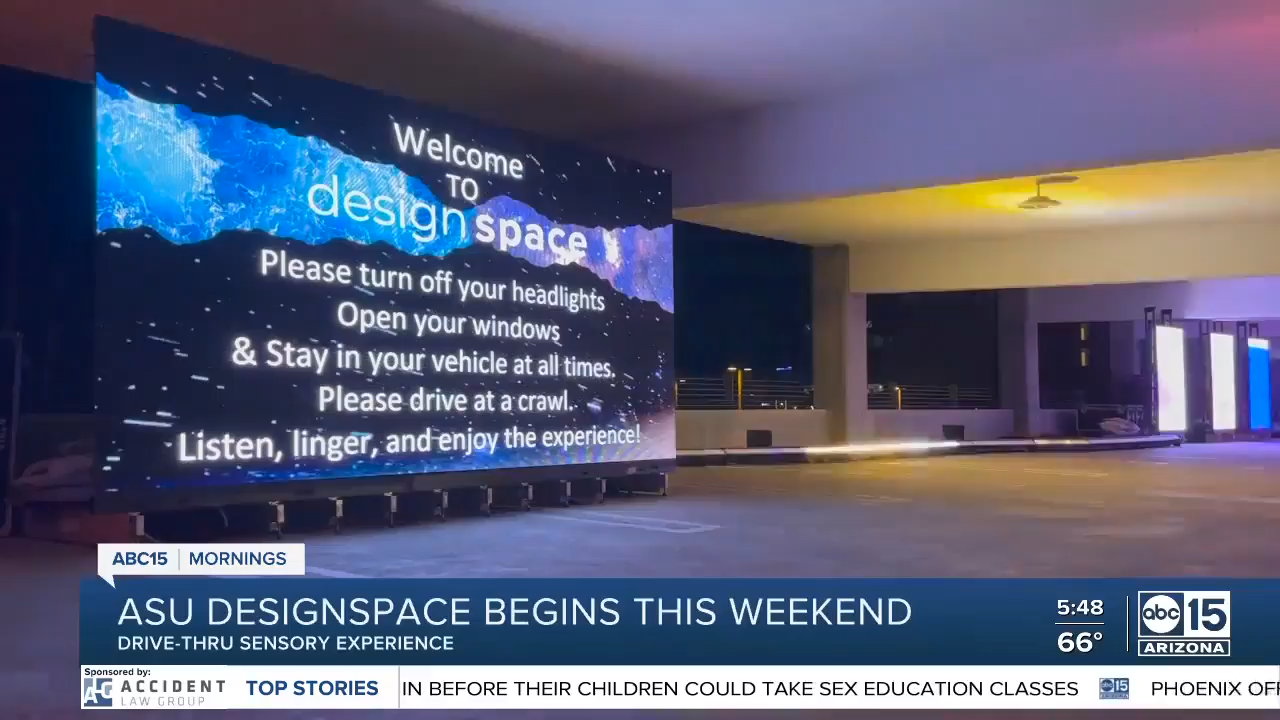 Welcome
TO
designspace
Please turn off your headlights
Open your windows
& Stay in your vehicle at all times.
Please drive at a crawl.
Listen, linger, and enjoy the experience!
ABC15 MORNINGS
ASU DESIGNSPACE BEGINS THIS WEEKEND
DRIVE-THRU SENSORY EXPERIENCE
5:48
66°
abc 15
ARIZONA
Sponsored by:
ACCIDENT
LAW GROUP
TOP STORIES
IN BEFORE THEIR CHILDREN COULD TAKE SEX EDUCATION CLASSES
abc15
PHOENIX